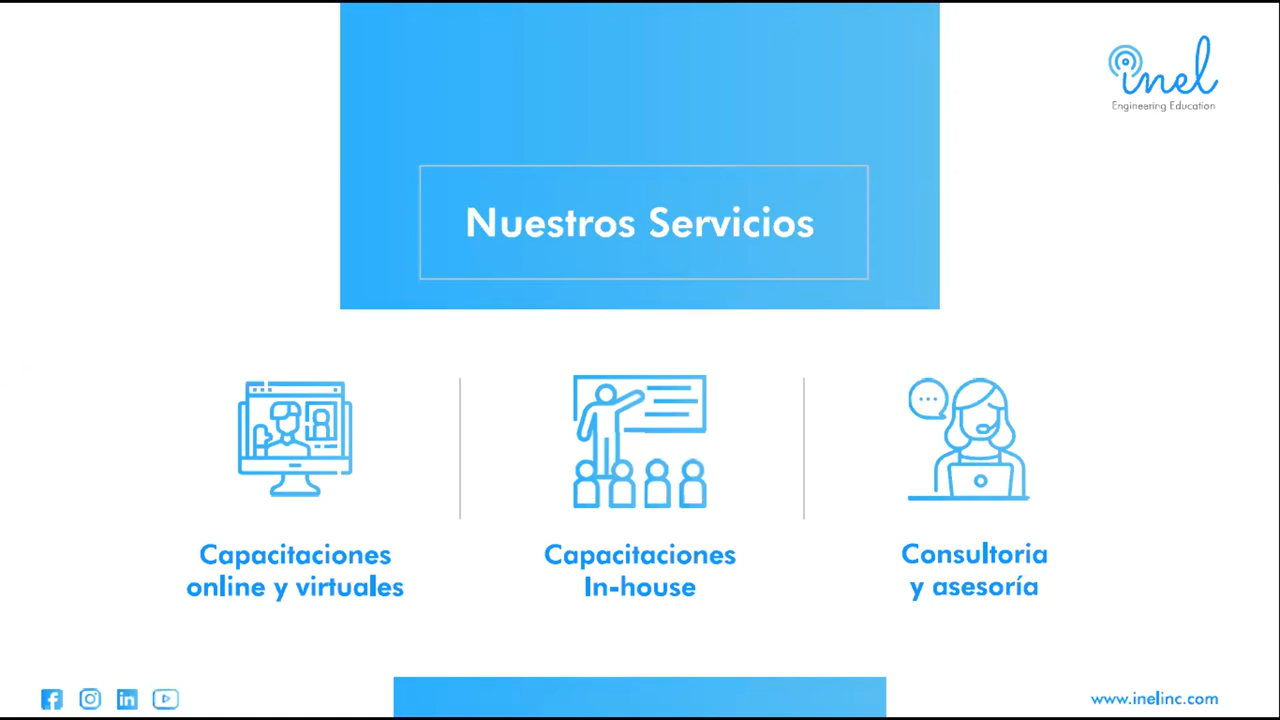 inel
Engineering Education
Nuestros Servicios
Capacitaciones
online y virtuales
Capacitaciones
In-house
Consultoria
y asesoría
www.inelinc.com